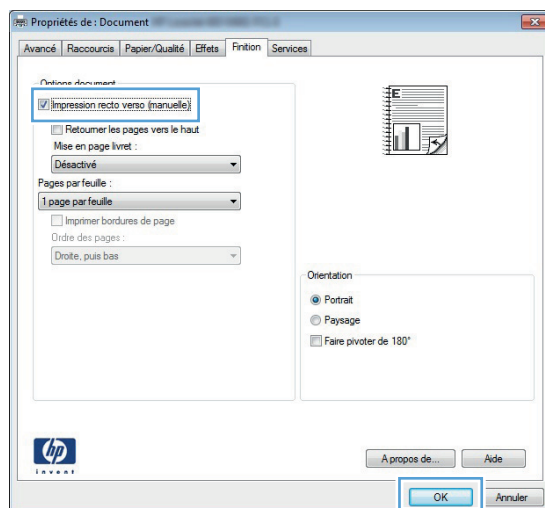 Propriétés de : Document
Avancé Raccourcis Papier/Qualité Effets Finition Services
Options document
Impression recto verso (manuelle)
Retourner les pages vers le haut
Mise en page livret :
Désactivé
Pages par feuille :
1 page par feuille
Imprimer bordures de page
Ordre des pages :
Droite, puis bas
E
Orientation
Portrait
Paysage
Faire pivoter de 180°
hp
invent
A propos de... Aide
OK Annuler